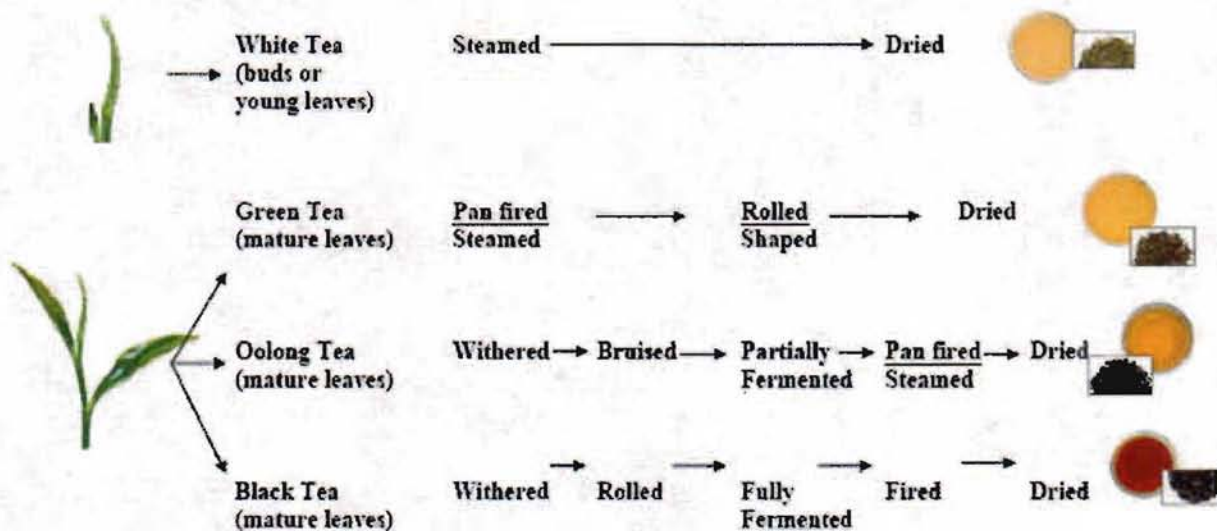 White Tea Steamed Dried
(buds or
young leaves)
Green Tea Pan fired Rolled Dried
(mature leaves) Steamed Shaped
Oolong Tea Withered Bruised Partially Pan fired Dried
(mature leaves) Fermented Steamed
Black Tea Withered Rolled Fully Fired Dried
(mature leaves) Fermented